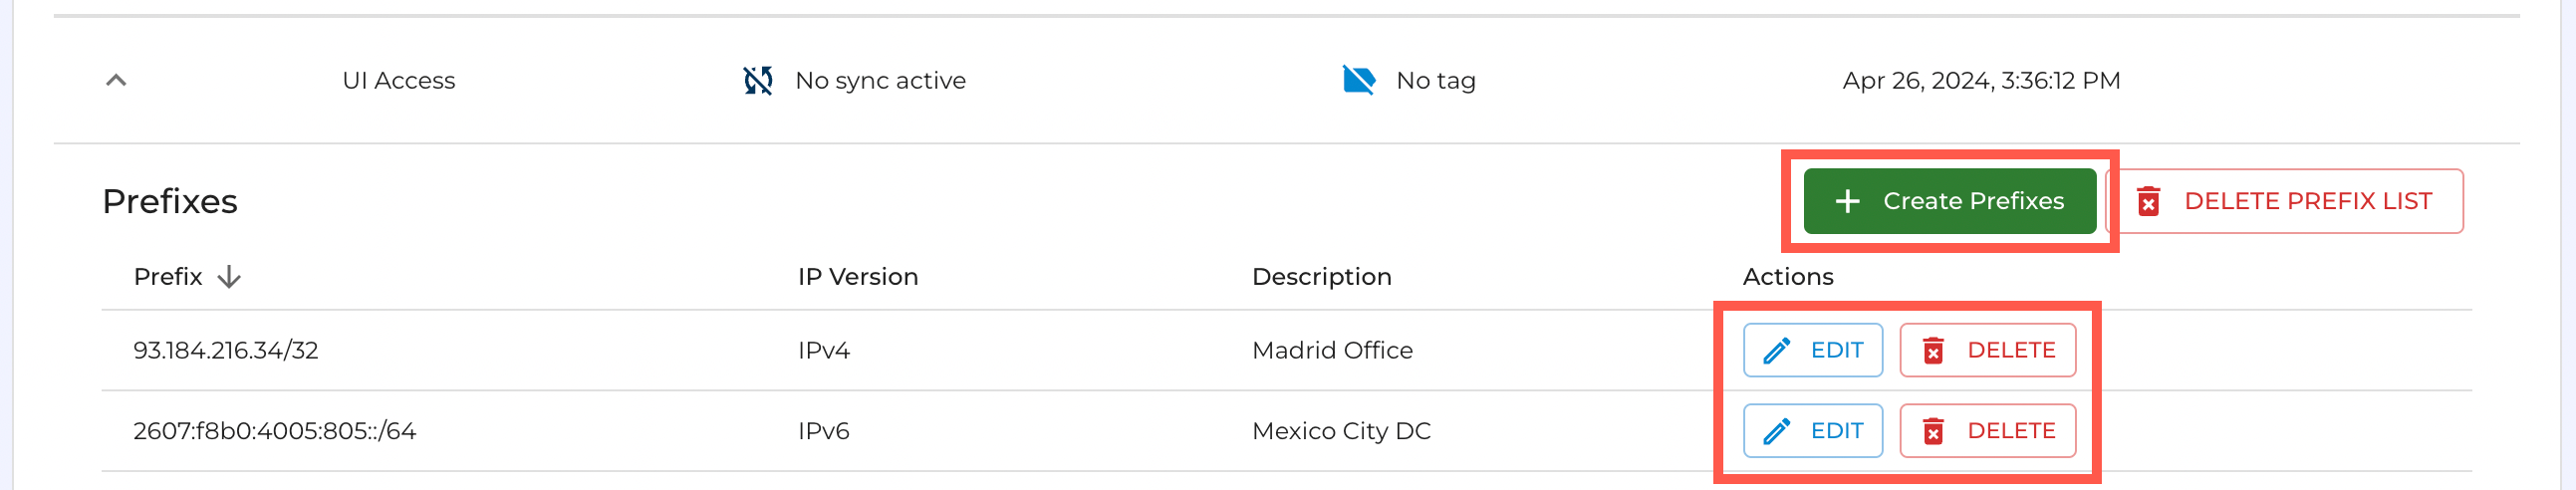 UI Access No sync active No tag Apr 26, 2024, 3:36:12 PM
Prefixes Create Prefixes DELETE PREFIX LIST
Prefix IP Version Description Actions
93.184.216.34/32 IPv4 Madrid Office EDIT DELETE
2607:f8b0:4005:805::/64 IPv6 Mexico City DC EDIT DELETE